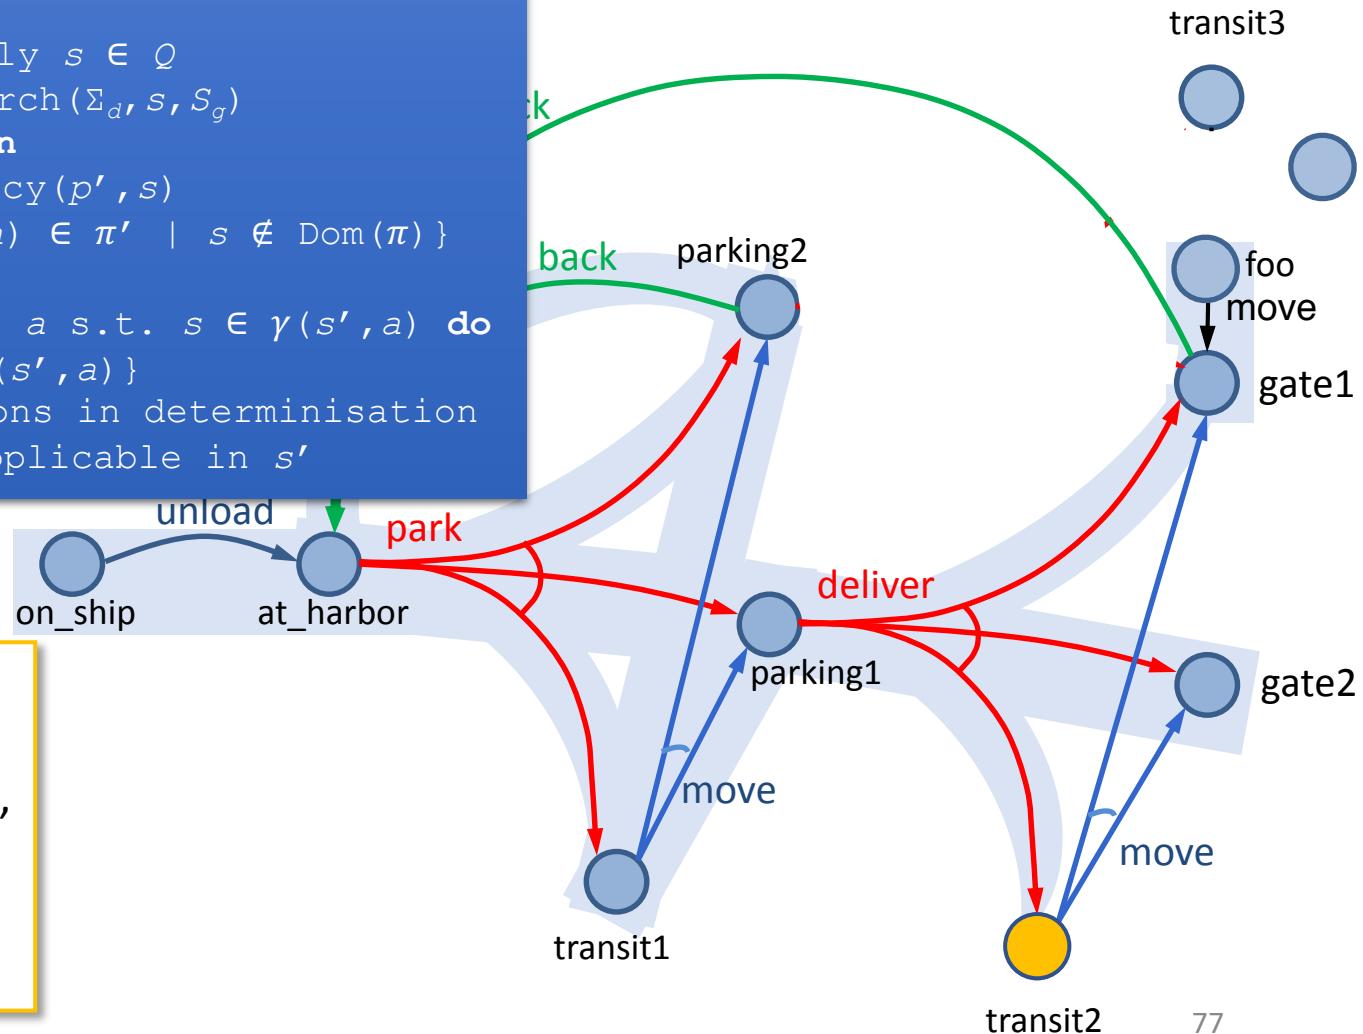 ly s ∈ Q
rch(Σd,s,Sg)
n
cy(p′,s)
) ∈ π′ | s ∉ Dom(π)}
a s.t. s ∈ γ(s′,a) do
(s′,a)}
ons in determinisation
plicable in s′
transit3
ck
foo
move
gate1
parking2
back
unload
park
on_ship
at_harbor
deliver
parking1
gate2
move
move
,
transit1
transit2
77